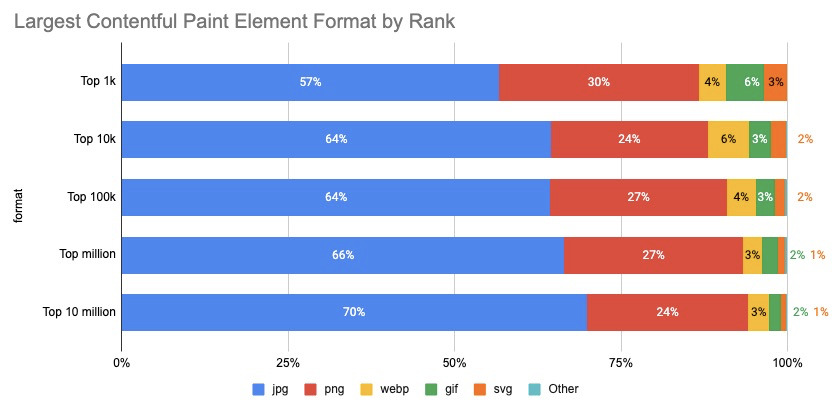 Largest Contentful Paint Element Format by Rank
format
Top 1k 57% 30% 4% 6% 3%
Top 10k 64% 24% 6% 3% 2%
Top 100k 64% 27% 4% 3% 2%
Top million 66% 27% 3% 2% 1%
Top 10 million 70% 24% 3% 2% 1%
0% 25% 50% 75% 100%
jpg png webp gif svg Other